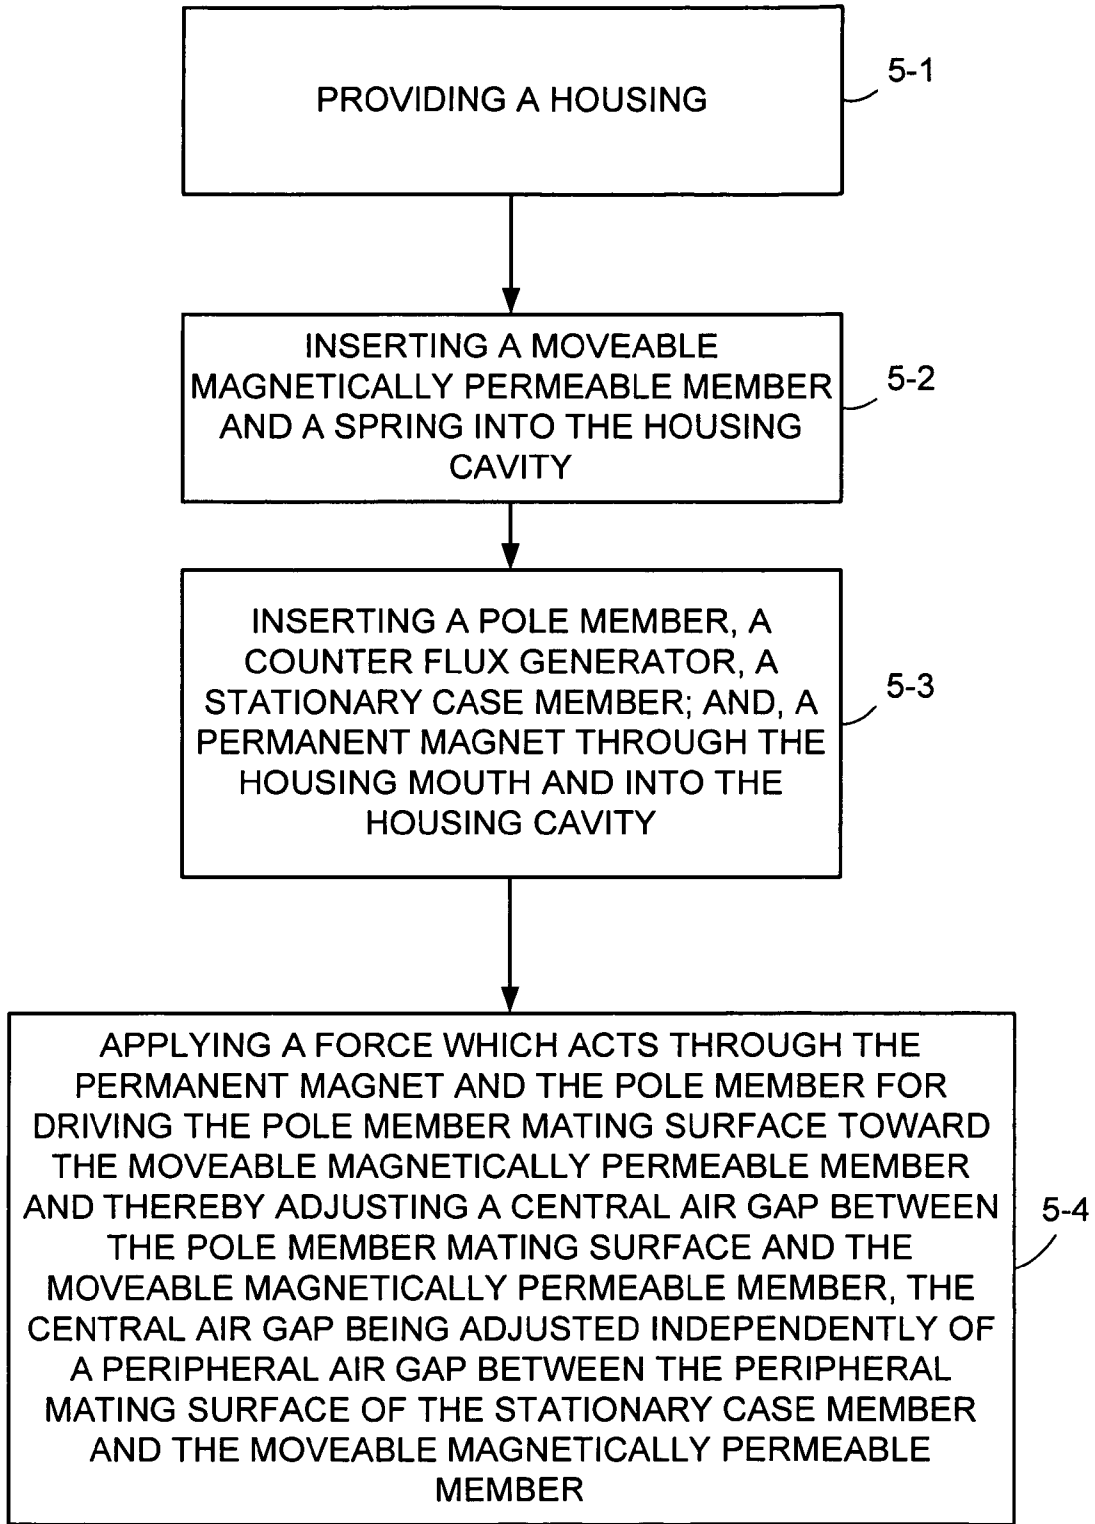 PROVIDING A HOUSING
5-1
INSERTING A MOVEABLE
MAGNETICALLY PERMEABLE MEMBER
AND A SPRING INTO THE HOUSING
CAVITY
5-2
INSERTING A POLE MEMBER, A
COUNTER FLUX GENERATOR, A
STATIONARY CASE MEMBER; AND, A
PERMANENT MAGNET THROUGH THE
HOUSING MOUTH AND INTO THE
HOUSING CAVITY
5-3
APPLYING A FORCE WHICH ACTS THROUGH THE
PERMANENT MAGNET AND THE POLE MEMBER FOR
DRIVING THE POLE MEMBER MATING SURFACE TOWARD
THE MOVEABLE MAGNETICALLY PERMEABLE MEMBER
AND THEREBY ADJUSTING A CENTRAL AIR GAP BETWEEN
THE POLE MEMBER MATING SURFACE AND THE
MOVEABLE MAGNETICALLY PERMEABLE MEMBER, THE
CENTRAL AIR GAP BEING ADJUSTED INDEPENDENTLY OF
A PERIPHERAL AIR GAP BETWEEN THE PERIPHERAL
MATING SURFACE OF THE STATIONARY CASE MEMBER
AND THE MOVEABLE MAGNETICALLY PERMEABLE
MEMBER
5-4